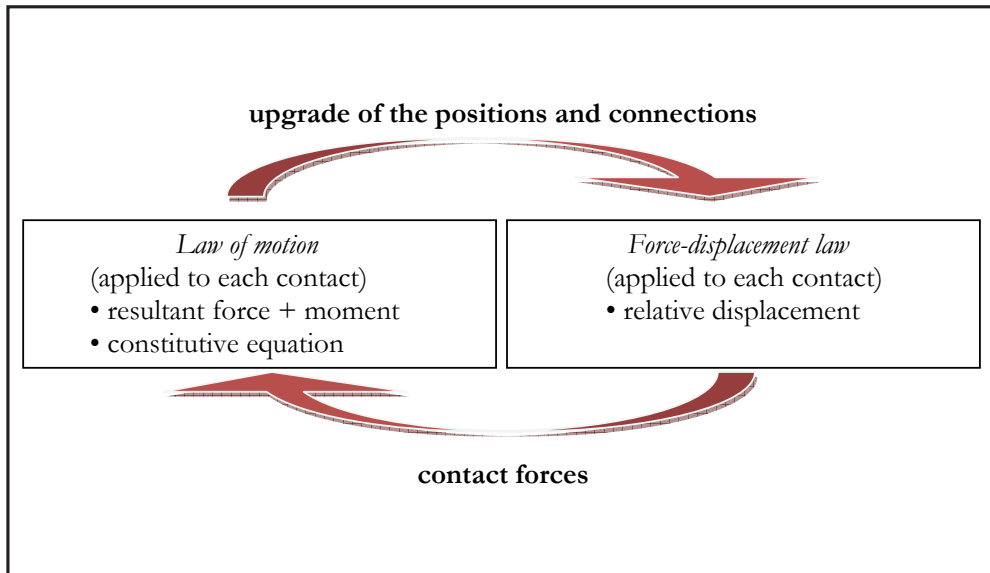 upgrade of the positions and connections
Law of motion
(applied to each contact)
• resultant force + moment
• constitutive equation
Force-displacement law
(applied to each contact)
• relative displacement
contact forces